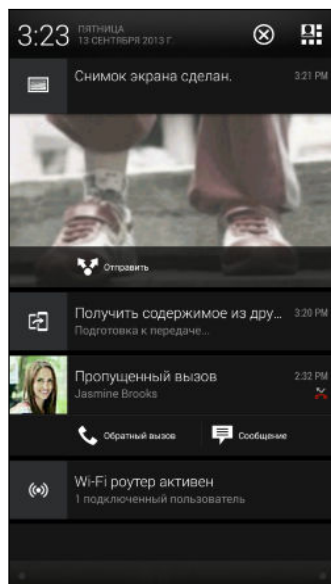 3:23
ПЯТНИЦА
13 СЕНТЯБРЯ 2013 Г.
Снимок экрана сделан.
3:21 PM
Отправить
Получить содержимое из дру...
3:20 PM
Подготовка к передаче...
Пропущенный вызов
2:32 PM
Jasmine Brooks
Обратный вызов
Сообщение
Wi-Fi роутер активен
1 подключенный пользователь